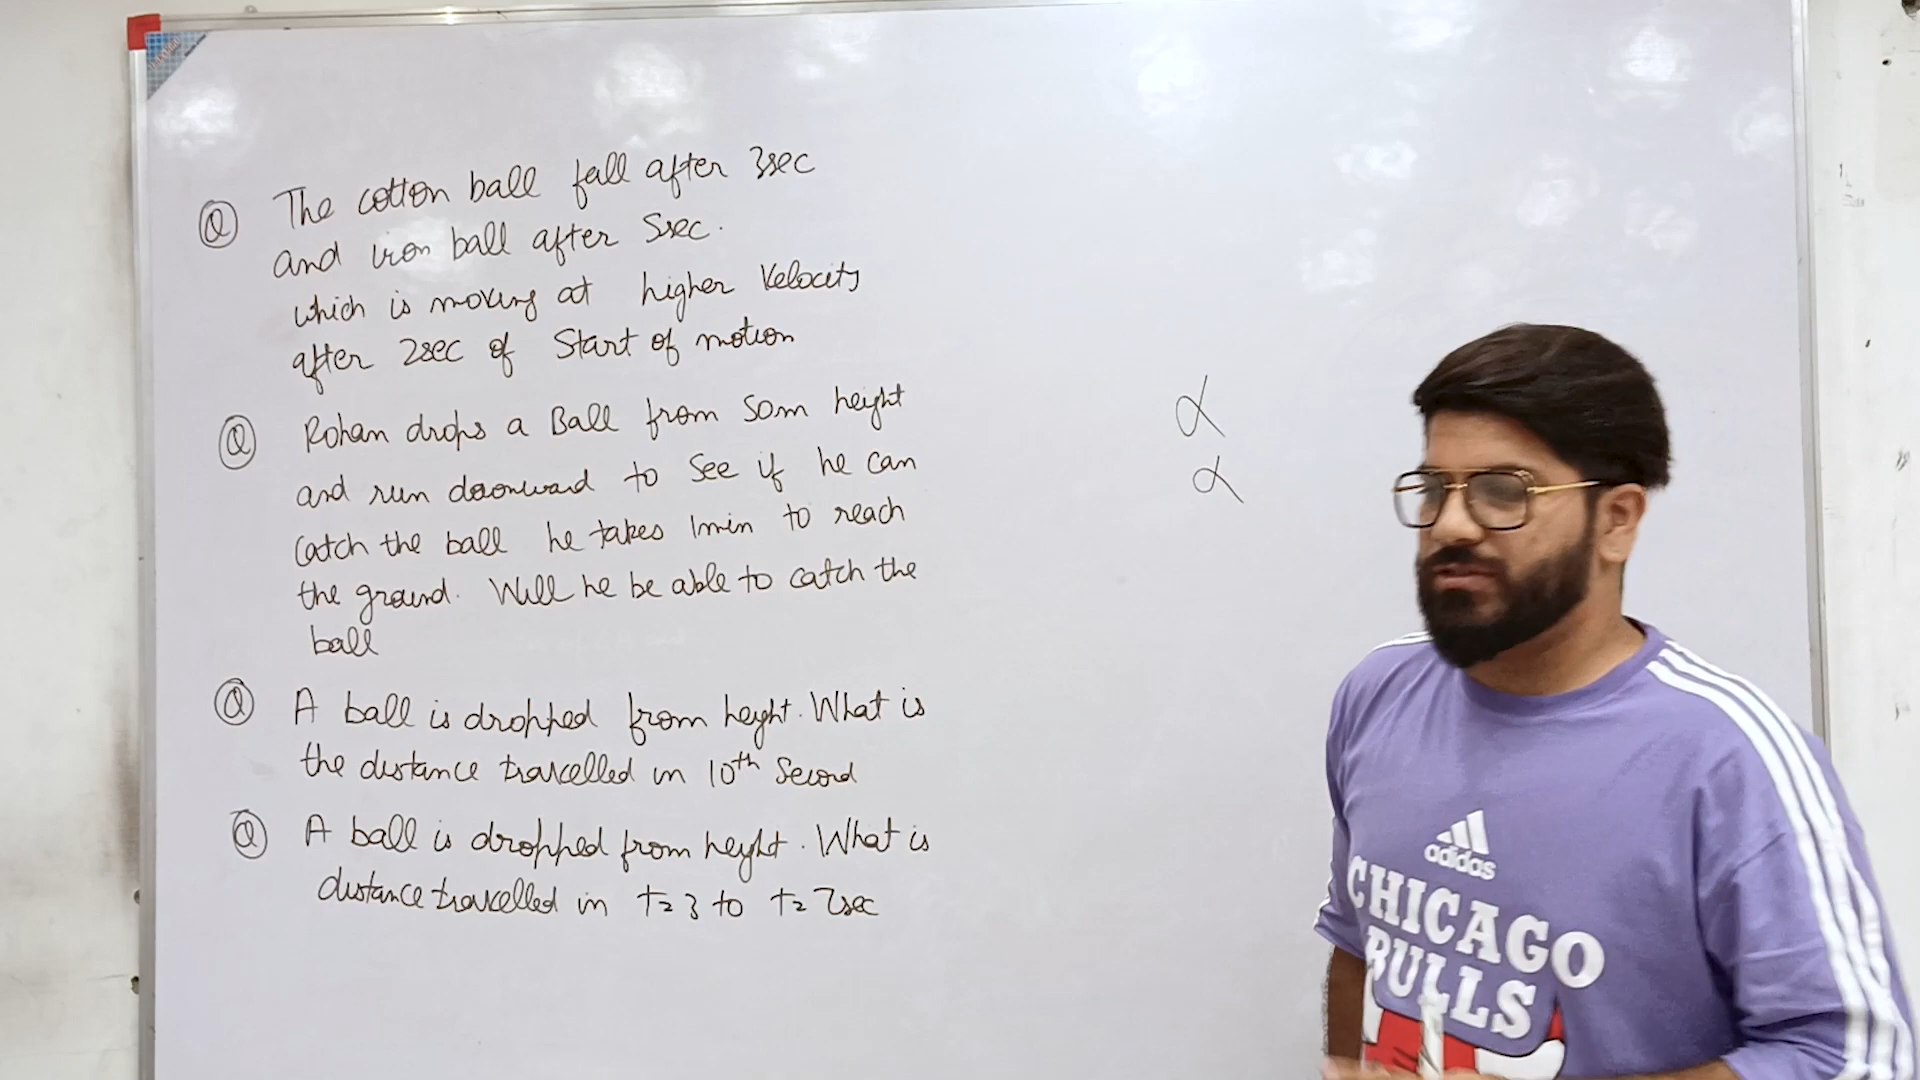 Q The cotton ball fall after 3sec
and iron ball after 5sec.
which is moving at higher velocity
after 2sec of start of motion
Q Rohan drops a Ball from 50m height
and run downward to see if he can
catch the ball he takes 1min to reach
the ground. Will he be able to catch the
ball
Q A ball is dropped from height. What is
the distance travelled in 10th Second
Q A ball is dropped from height. What is
distance travelled in t=3 to t=7sec
α
α
adidas
CHICAGO
BULLS